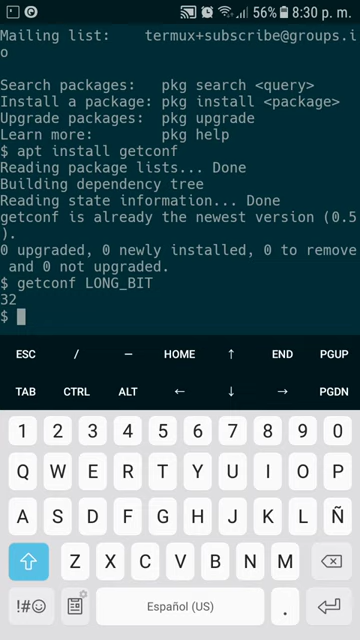 56% 8:30 p. m.
Mailing list:    termux+subscribe@groups.i
o
Search packages:   pkg search <query>
Install a package: pkg install <package>
Upgrade packages:  pkg upgrade
Learn more:        pkg help
$ apt install getconf
Reading package lists... Done
Building dependency tree
Reading state information... Done
getconf is already the newest version (0.5
).
0 upgraded, 0 newly installed, 0 to remove
 and 0 not upgraded.
$ getconf LONG_BIT
32
$
ESC / – HOME ↑ END PGUP
TAB CTRL ALT ← ↓ → PGDN
1 2 3 4 5 6 7 8 9 0
Q W E R T Y U I O P
A S D F G H J K L Ñ
Z X C V B N M
!#☺ Español (US) .